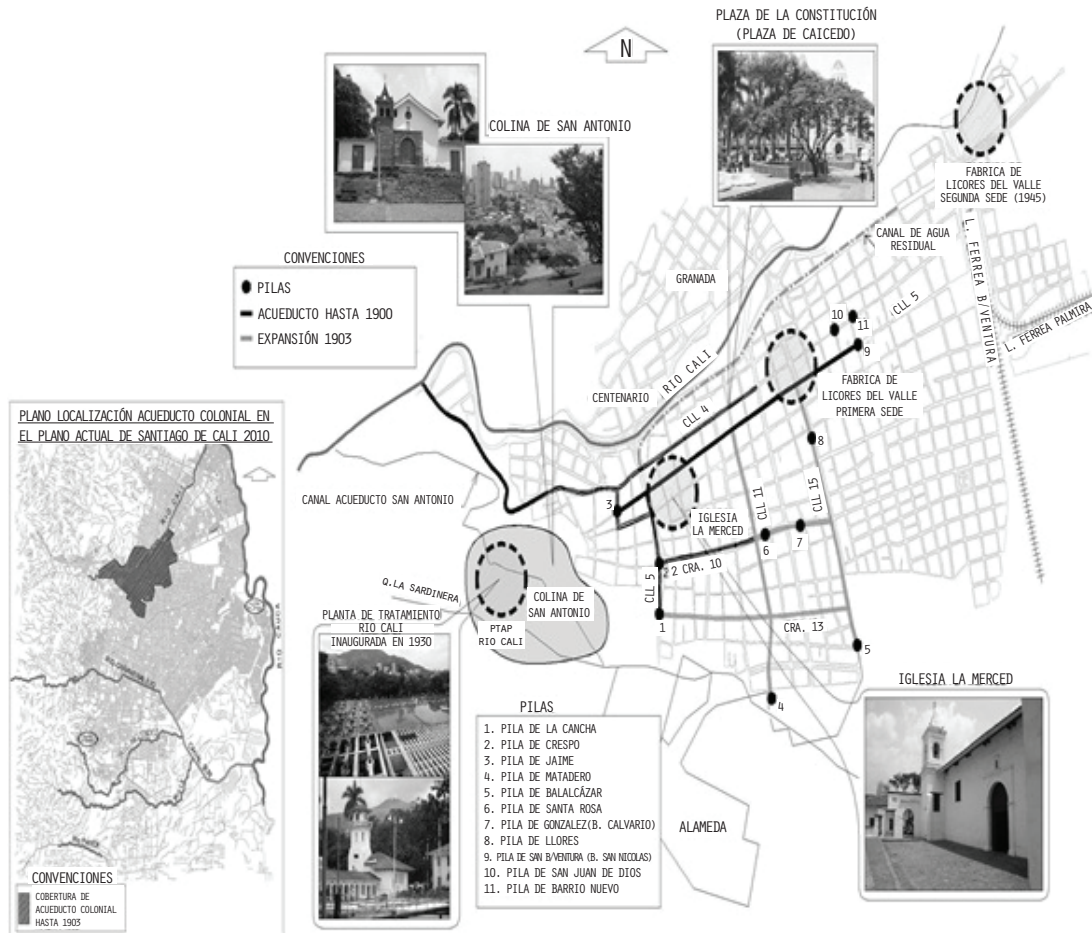 PLAZA DE LA CONSTITUCIÓN
(PLAZA DE CAICEDO)
N
COLINA DE SAN ANTONIO
FABRICA DE
LICORES DEL VALLE
SEGUNDA SEDE (1945)
CANAL DE AGUA
RESIDUAL
CONVENCIONES
PILAS
ACUEDUCTO HASTA 1900
EXPANSIÓN 1903
GRANADA
CLL 5
L. FERREA B/VENTURA
L. FERREA PALMIRA
10
11
9
RIO CALI
CENTENARIO
CLL 4
FABRICA DE
LICORES DEL VALLE
PRIMERA SEDE
8
PLANO LOCALIZACIÓN ACUEDUCTO COLONIAL EN
EL PLANO ACTUAL DE SANTIAGO DE CALI 2010
RIO CAUCA
CONVENCIONES
COBERTURA DE
ACUEDUCTO COLONIAL
HASTA 1903
CANAL ACUEDUCTO SAN ANTONIO
3
IGLESIA
LA MERCED
CLL 11
CLL 15
6
7
2
CRA. 10
CLL 5
1
CRA. 13
5
4
Q.LA SARDINERA
COLINA DE
SAN ANTONIO
PTAP
RIO CALI
PLANTA DE TRATAMIENTO
RIO CALI
INAUGURADA EN 1930
PILAS
1. PILA DE LA CANCHA
2. PILA DE CRESPO
3. PILA DE JAIME
4. PILA DE MATADERO
5. PILA DE BALALCÁZAR
6. PILA DE SANTA ROSA
7. PILA DE GONZALEZ(B. CALVARIO)
8. PILA DE LLORES
9. PILA DE SAN B/VENTURA (B. SAN NICOLAS)
10. PILA DE SAN JUAN DE DIOS
11. PILA DE BARRIO NUEVO
ALAMEDA
IGLESIA LA MERCED